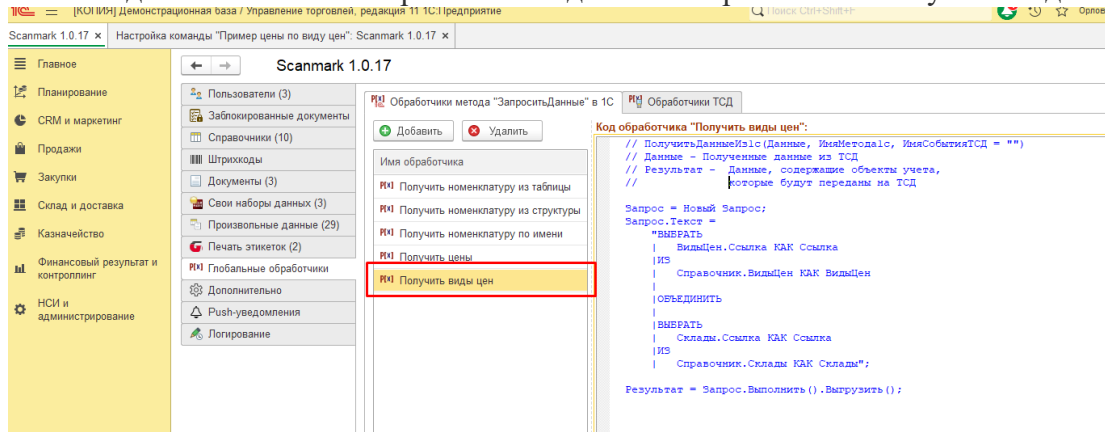 [КОПИЯ] Демонстрационная база / Управление торговлей, редакция 11 1С:Предприятие
Поиск Ctrl+Shift+F
Орлов
Scanmark 1.0.17 ×
Настройка команды "Пример цены по виду цен": Scanmark 1.0.17 ×
Главное
Планирование
CRM и маркетинг
Продажи
Закупки
Склад и доставка
Казначейство
Финансовый результат и
контроллинг
НСИ и
администрирование
Scanmark 1.0.17
Пользователи (3)
Заблокированные документы
Справочники (10)
Штрихкоды
Документы (3)
Свои наборы данных (3)
Произвольные данные (29)
Печать этикеток (2)
Глобальные обработчики
Дополнительно
Push-уведомления
Логирование
Обработчики метода "ЗапроситьДанные" в 1С
Обработчики ТСД
Добавить
Удалить
Имя обработчика
Получить номенклатуру из таблицы
Получить номенклатуру из структуры
Получить номенклатуру по имени
Получить цены
Получить виды цен
Код обработчика "Получить виды цен":
// ПолучитьДанныеИз1с(Данные, ИмяМетода1с, ИмяСобытияТСД = "")
// Данные - Полученные данные из ТСД
// Результат - Данные, содержащие объекты учета,
// которые будут переданы на ТСД
Запрос = Новый Запрос;
Запрос.Текст =
"ВЫБРАТЬ
| ВидыЦен.Ссылка КАК Ссылка
|ИЗ
| Справочник.ВидыЦен КАК ВидыЦен
|
|ОБЪЕДИНИТЬ
|
|ВЫБРАТЬ
| Склады.Ссылка КАК Ссылка
|ИЗ
| Справочник.Склады КАК Склады";
Результат = Запрос.Выполнить().Выгрузить();